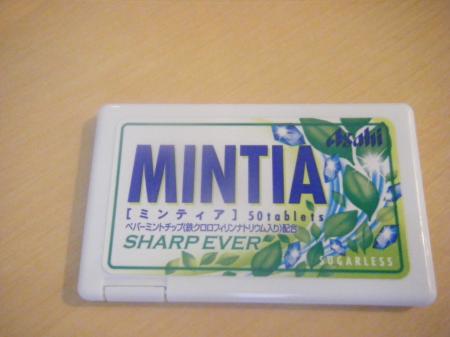 Asahi
MINTIA
[ミンティア] 50tablets
ペパーミントチップ(鉄クロロフィリンナトリウム入り)配合
SHARP EVER
SUGARLESS